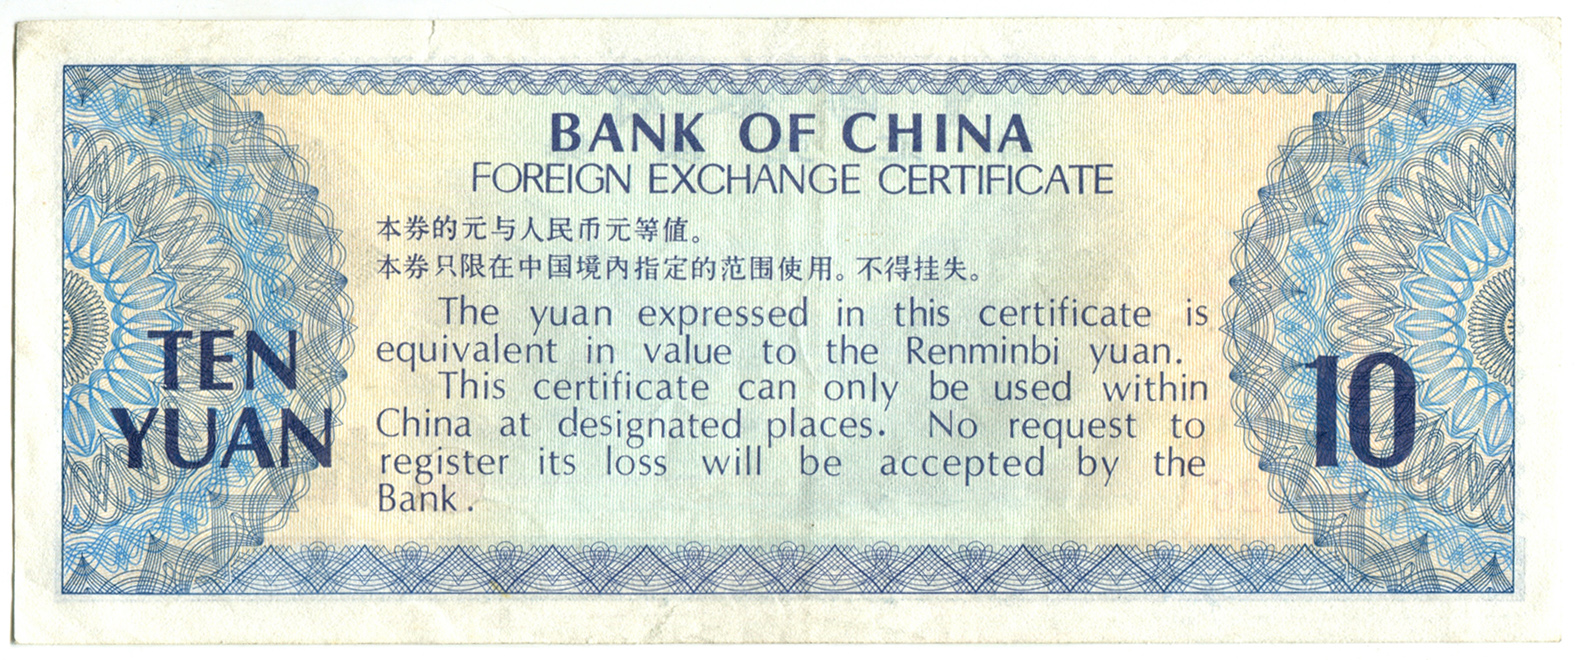 BANK OF CHINA
FOREIGN EXCHANGE CERTIFICATE
本券的元与人民币元等值。
本券只限在中国境内指定的范围使用。不得挂失。
The yuan expressed in this certificate is
equivalent in value to the Renminbi yuan.
This certificate can only be used within
China at designated places. No request to
register its loss will be accepted by the
Bank.
TEN
YUAN
10